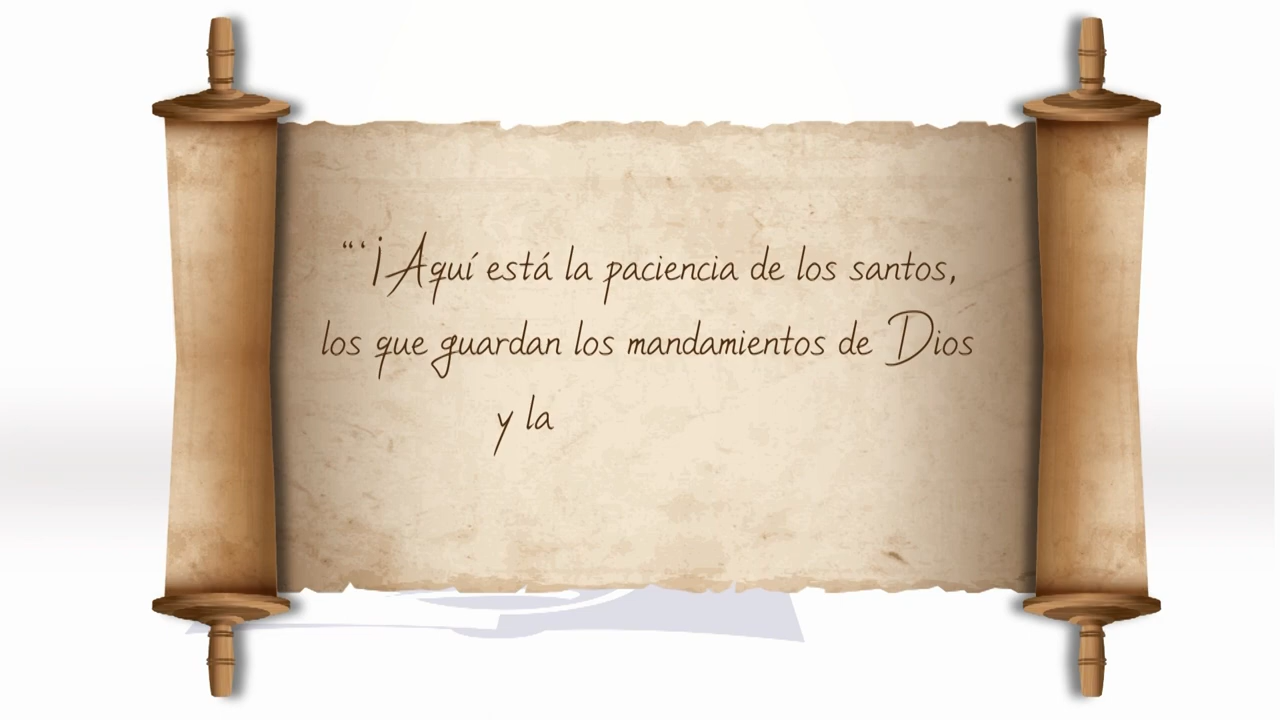 “‘¡Aquí está la paciencia de los santos,
los que guardan los mandamientos de Dios
y la